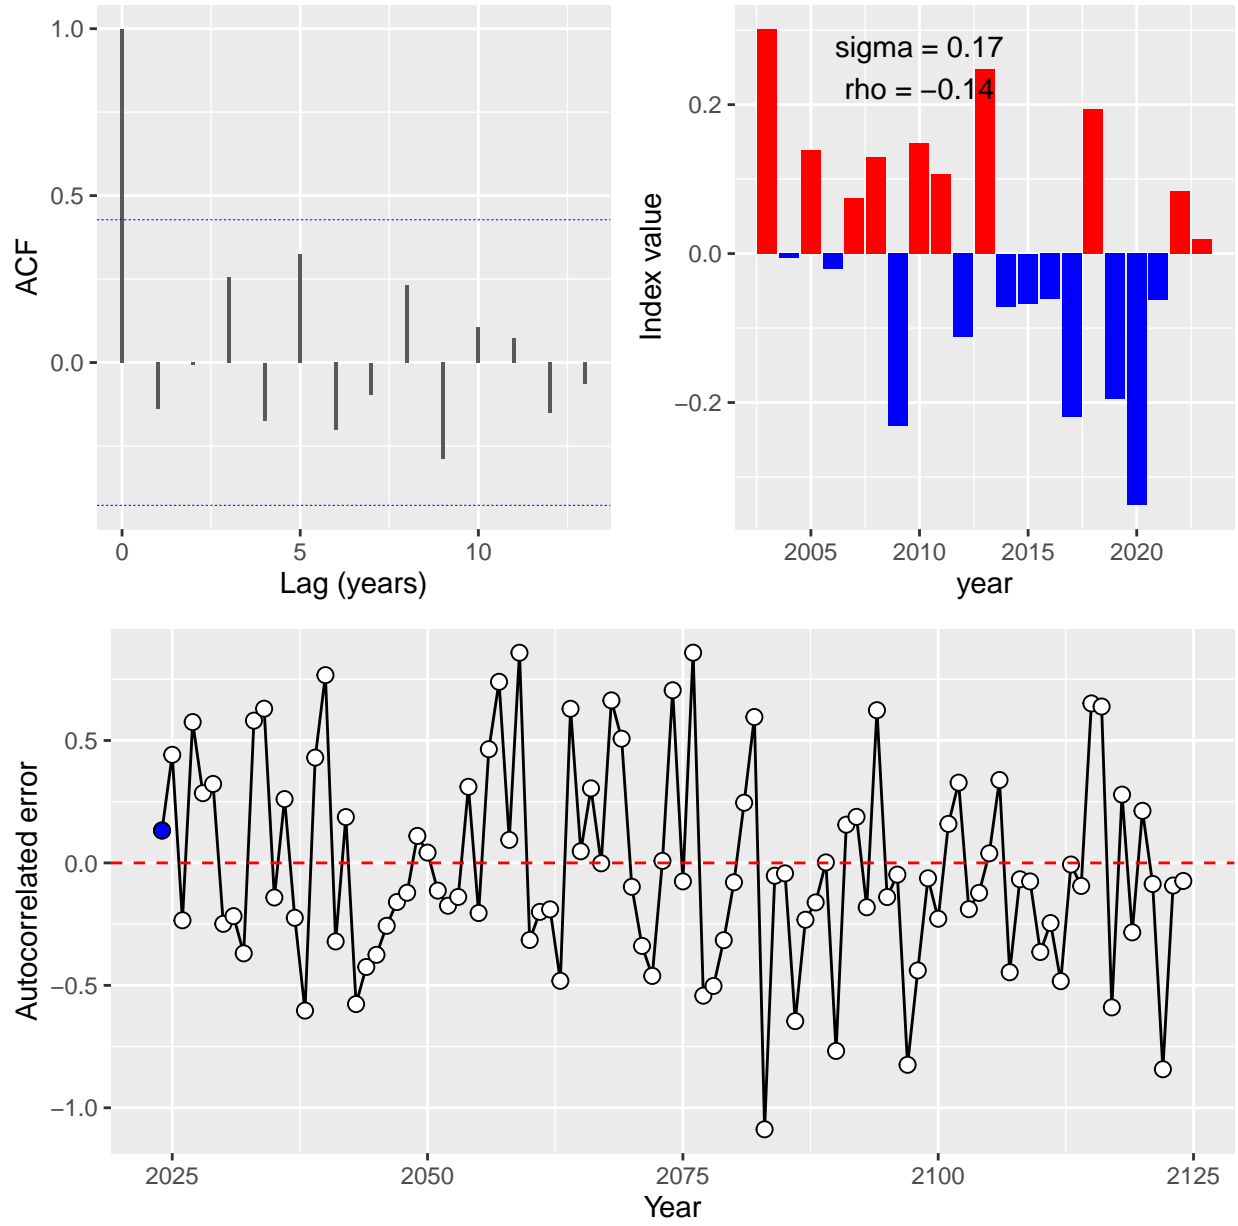 1.0
0.5
0.0
ACF
0
5
10
Lag (years)
sigma = 0.17
rho = −0.14
0.2
0.0
−0.2
Index value
2005
2010
2015
2020
year
0.5
0.0
−0.5
−1.0
Autocorrelated error
2025
2050
2075
2100
2125
Year